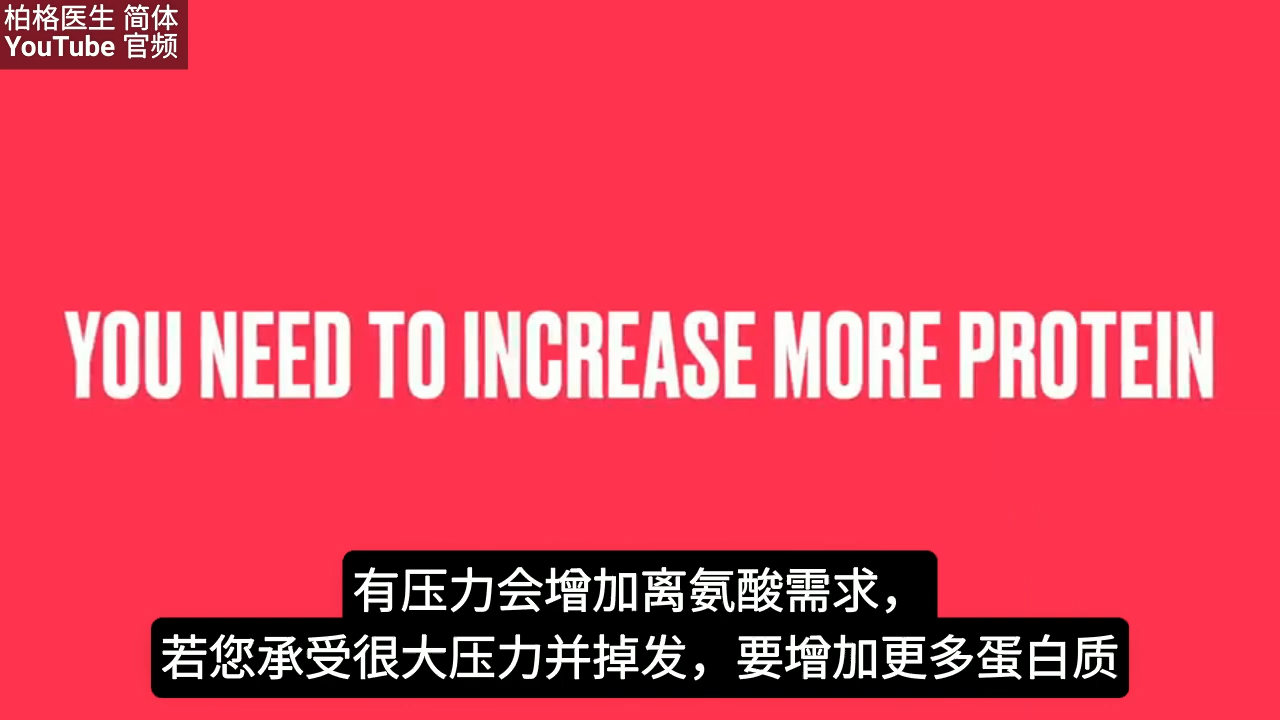 柏格医生 简体
YouTube 官频
YOU NEED TO INCREASE MORE PROTEIN
有压力会增加离氨酸需求，
若您承受很大压力并掉发，要增加更多蛋白质